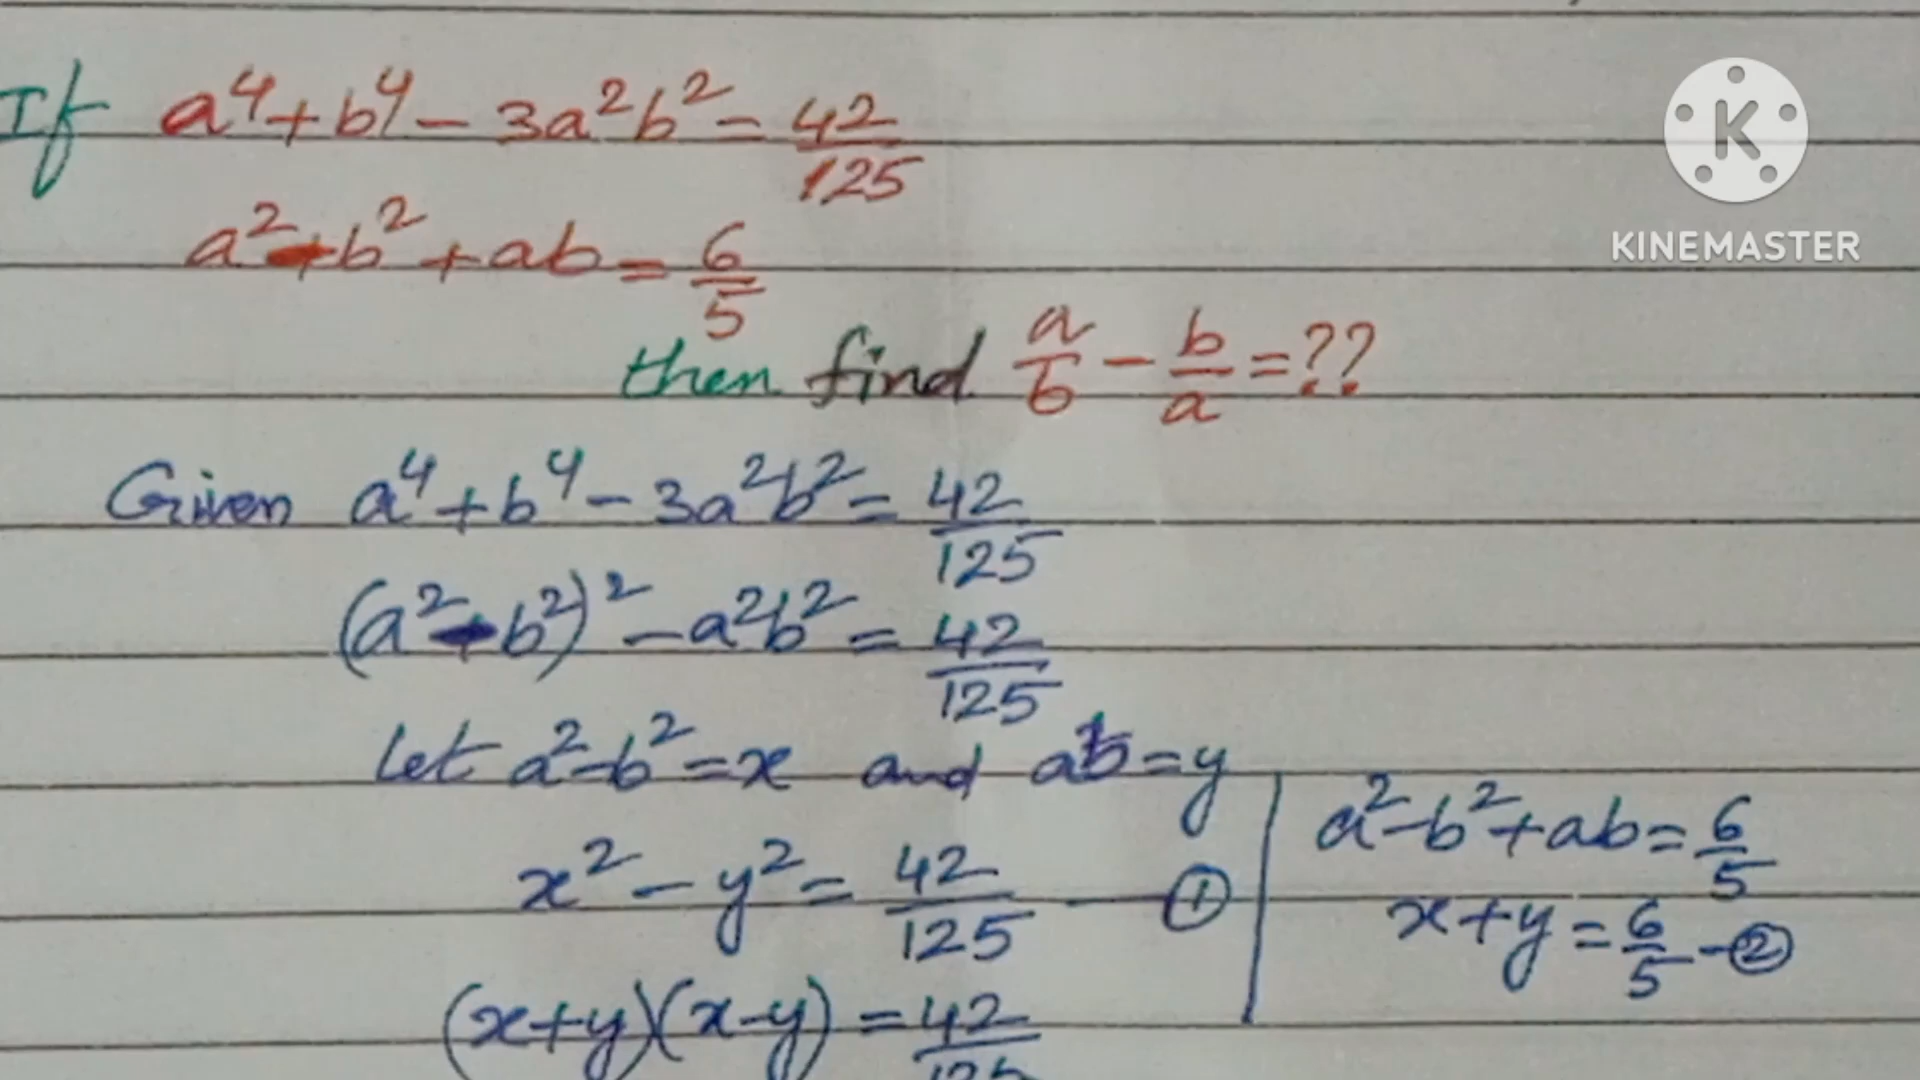 If a⁴+b⁴-3a²b²=42/125
a²-b²+ab=6/5
then find a/b - b/a=??
Given a⁴+b⁴-3a²b²=42/125
(a²-b²)²-a²b²=42/125
Let a²-b²=x and ab=y
x²-y²=42/125 — ①
(x+y)(x-y)=42/125
a²-b²+ab=6/5
x+y=6/5 -②
K
KINEMASTER